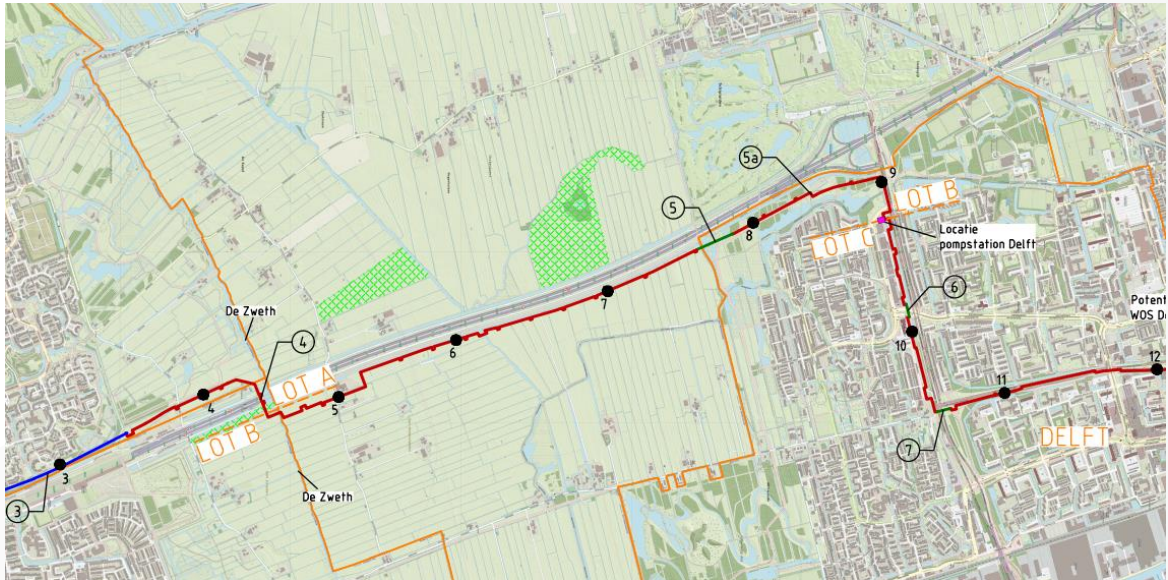 5a
9
LOT B
5
8
LOT C
Locatie
pompstation Delft
De Zweth
7
6
Potent
WOS D
4
6
10
12
LOT A
4
5
11
LOT B
DELFT
3
7
De Zweth
3